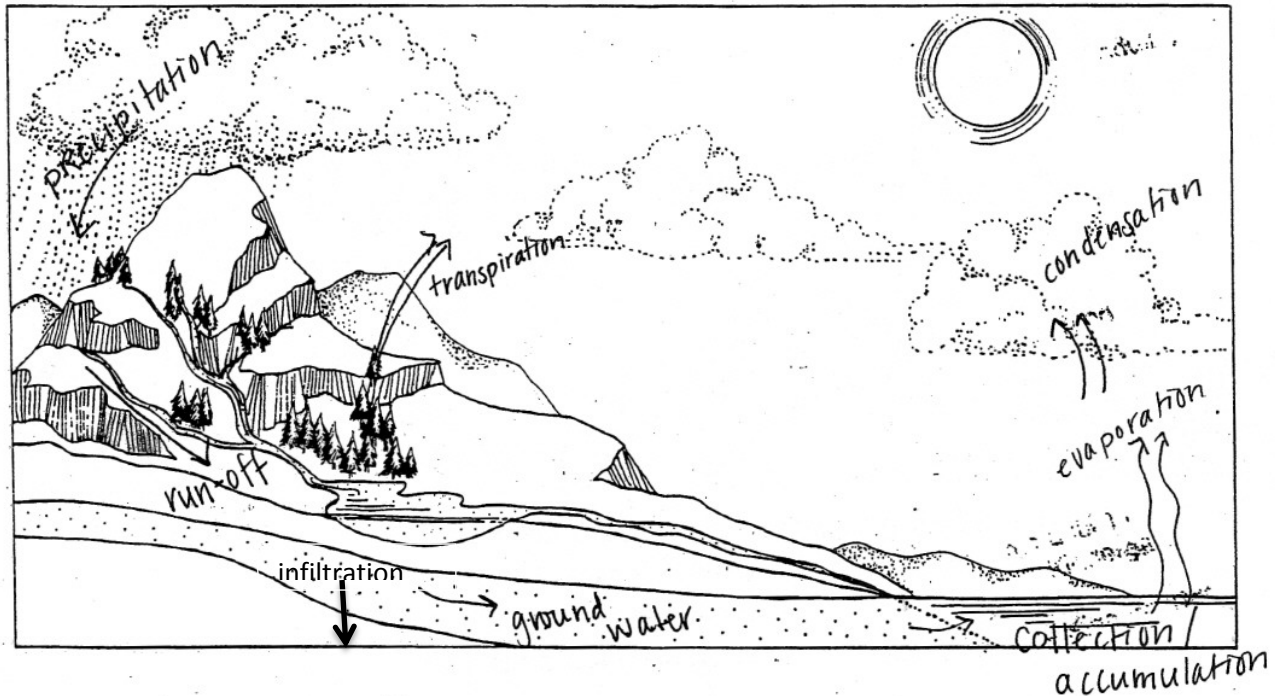 precipitation
transpiration
condensation
evaporation
run-off
infiltration
ground
water
collection
accumulation